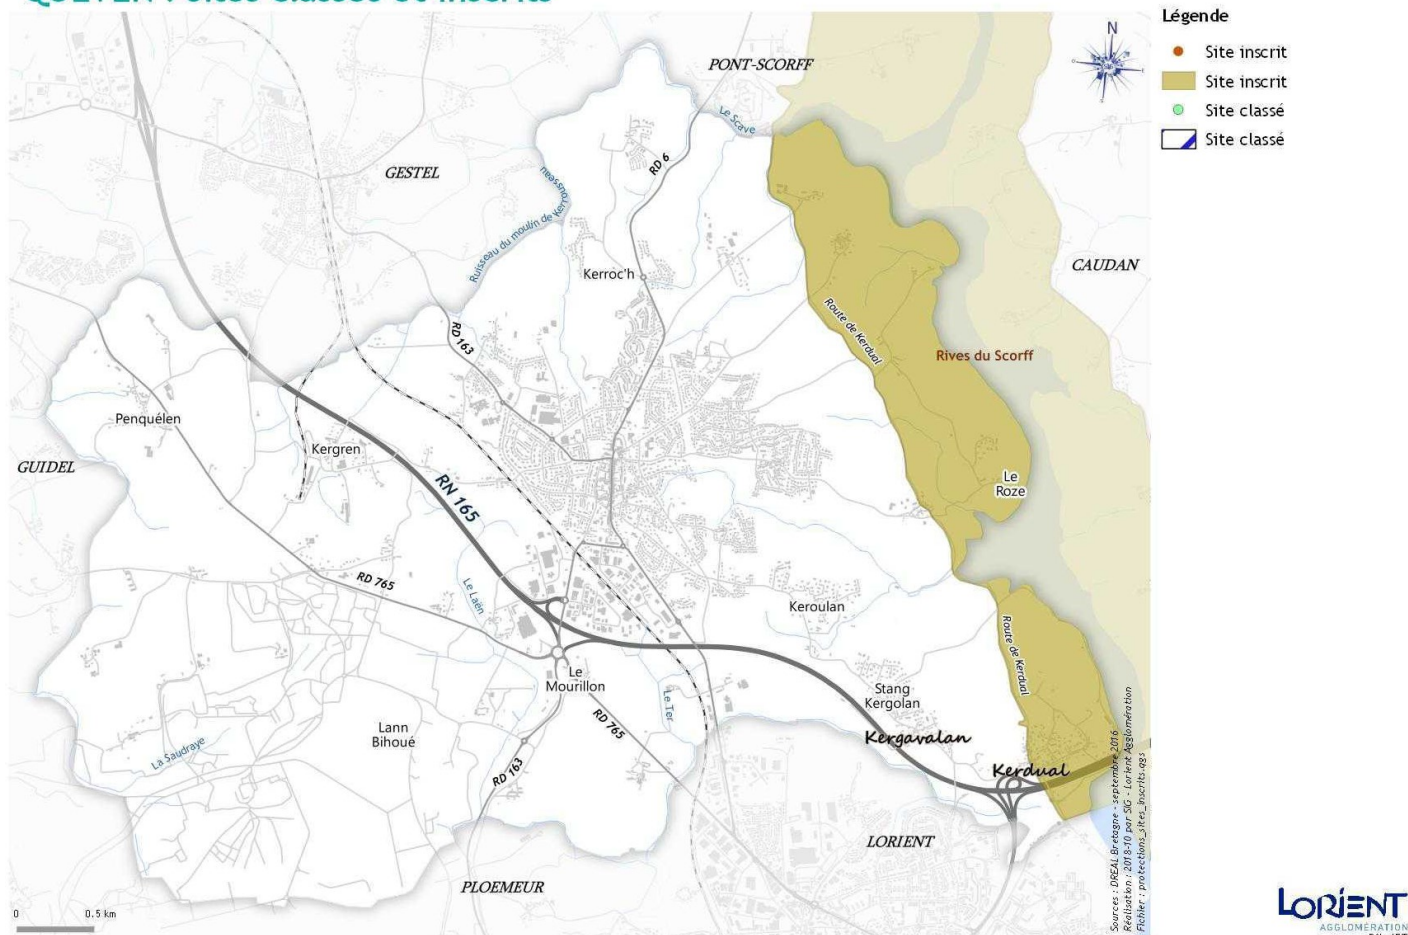 Légende
Site inscrit
Site inscrit
Site classé
Site classé
N
PONT-SCORFF
Le Scave
GESTEL
RD 6
Ruisseau du moulin de Kerrousseau
Kerroc'h
CAUDAN
Route de Kerdual
RD 163
Rives du Scorff
Penquélen
Kergren
GUIDEL
RN 165
Le
Roze
RD 765
Le Laën
Keroulan
Route de Kerdual
Le
Mourillon
Le Ter
Stang
Kergolan
RD 765
Lann
Bihoué
La Saudraye
Kergavalan
RD 163
Kerdual
LORIENT
PLOEMEUR
0 0.5 km
Sources : DREAL Bretagne - septembre 2016
Réalisation : 2018-10 par SIG - Lorient Agglomération
Fichier : protections_sites_inscrits.qgs
LORIENT
AGGLOMÉRATION